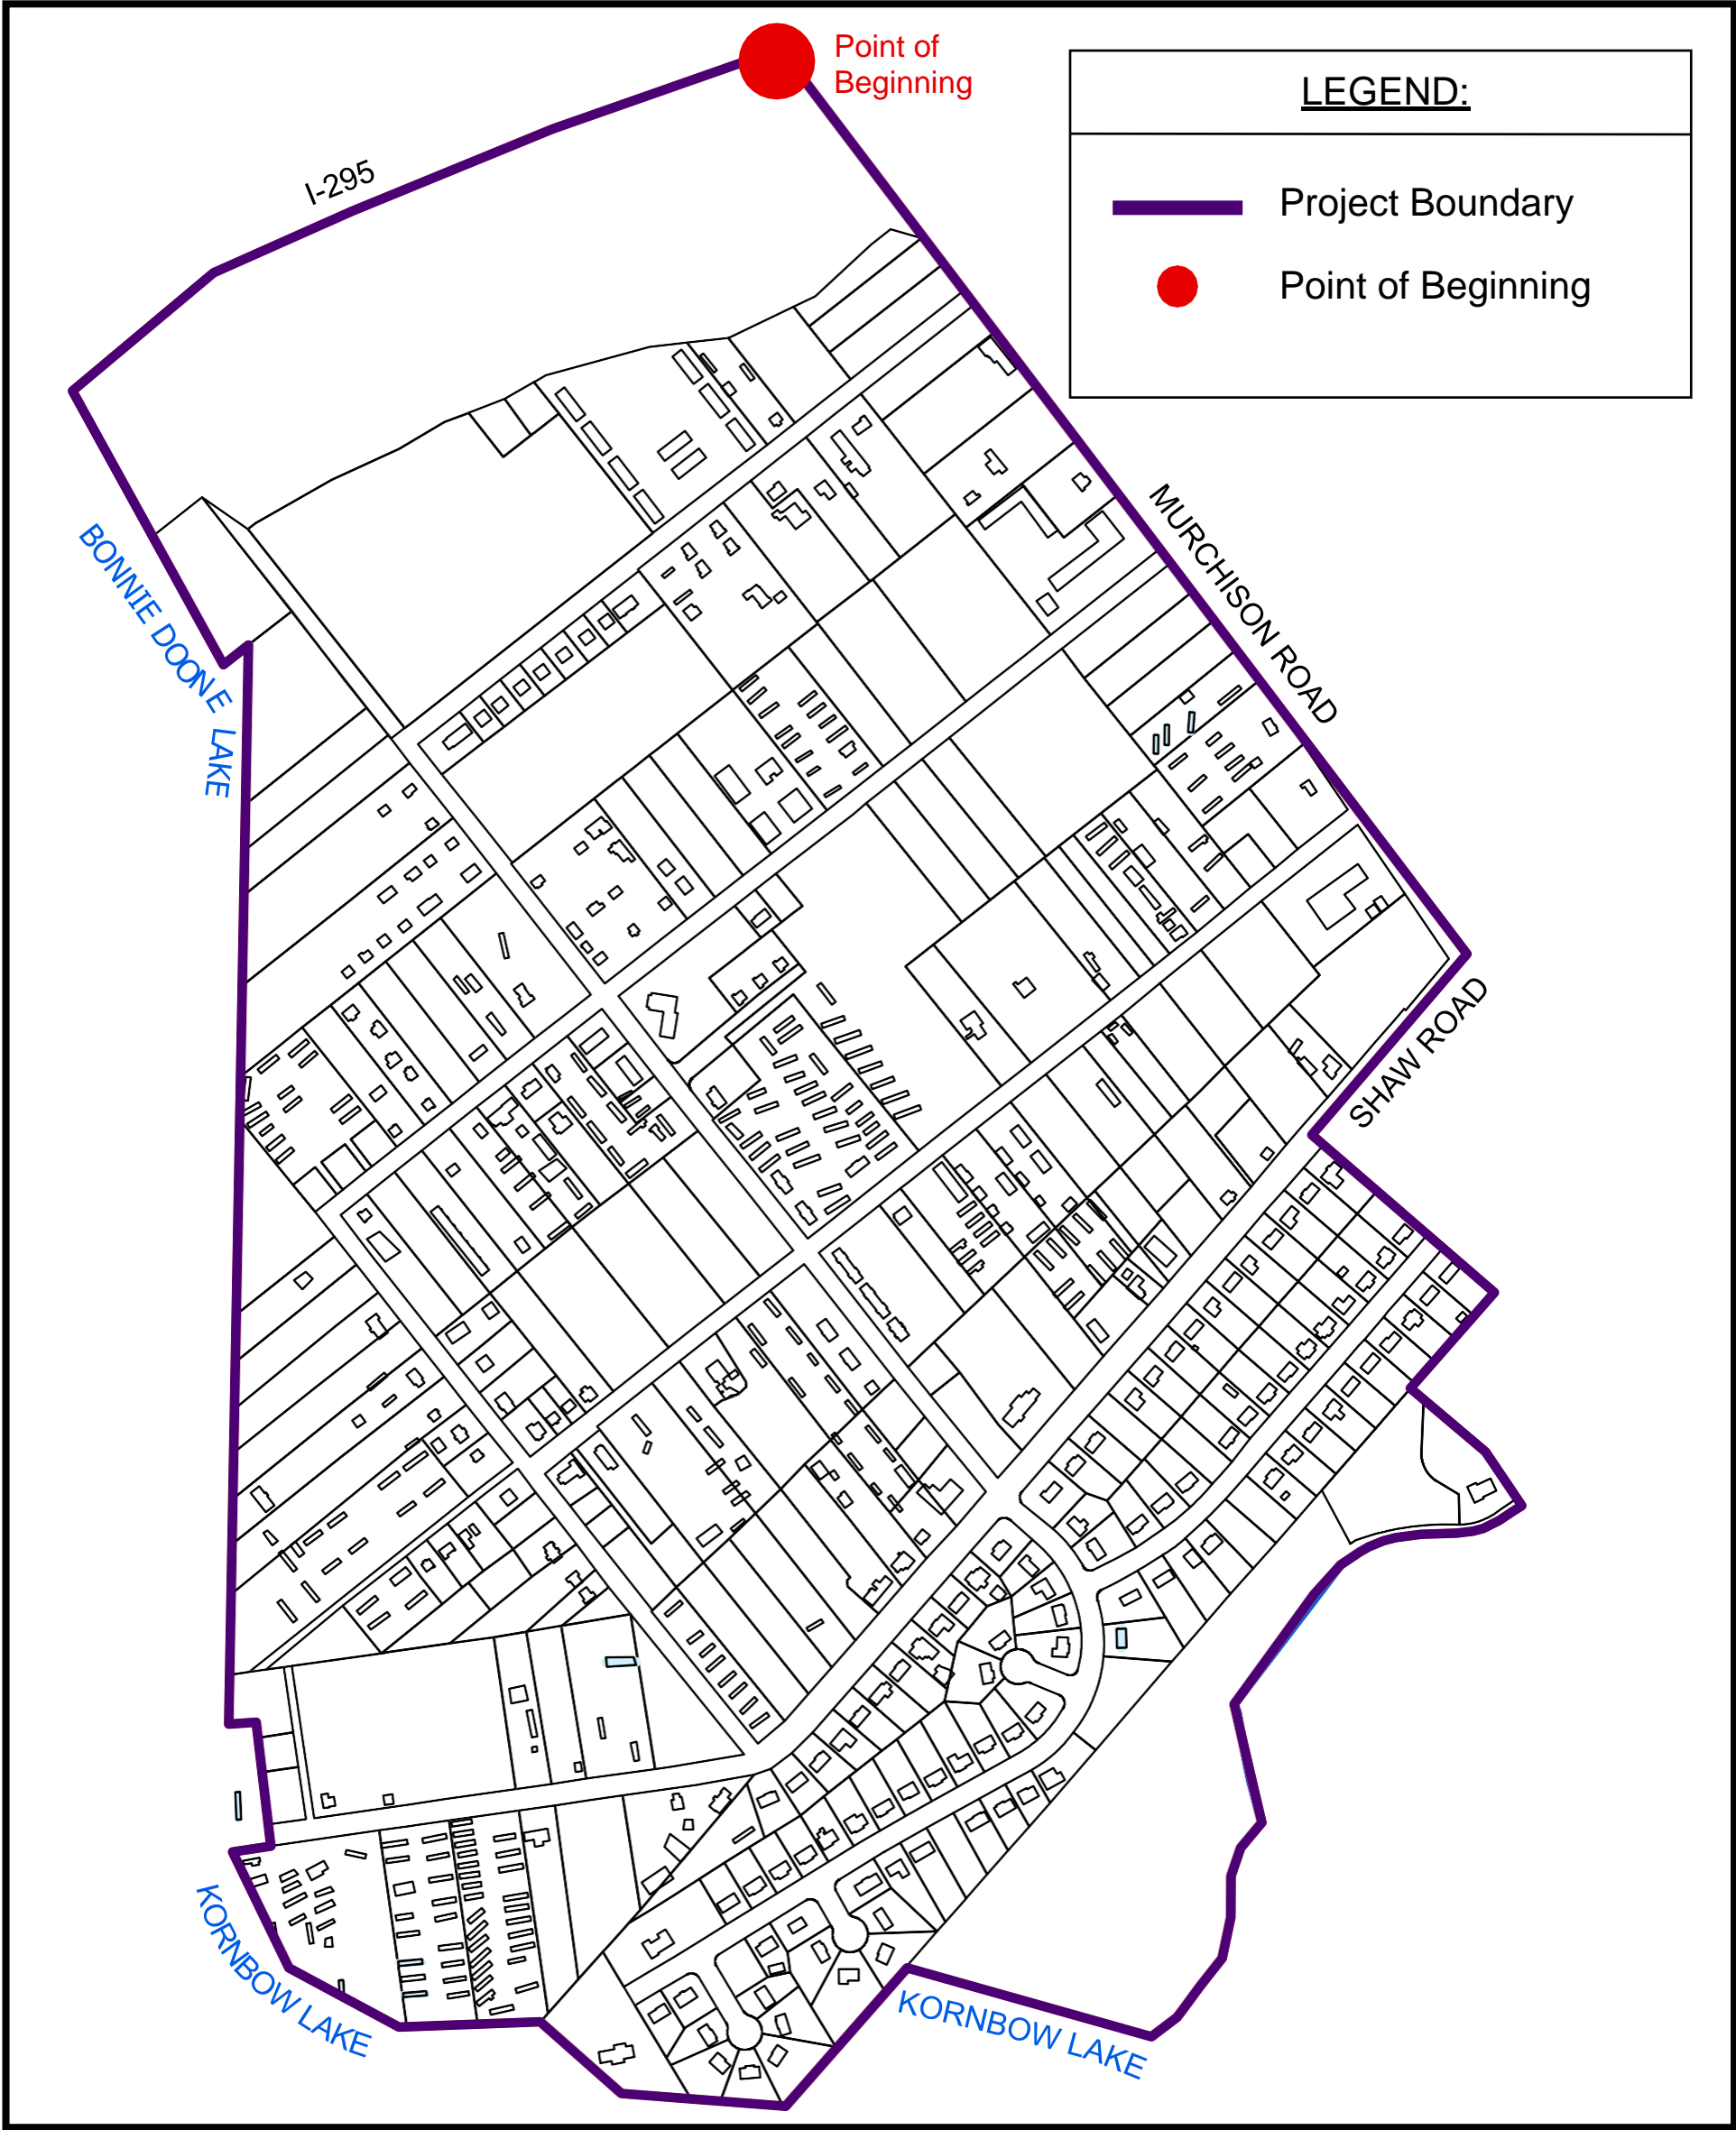 Point of
Beginning
LEGEND:
Project Boundary
Point of Beginning
I-295
MURCHISON ROAD
BONNIE DOONE LAKE
SHAW ROAD
KORNBOW LAKE
KORNBOW LAKE